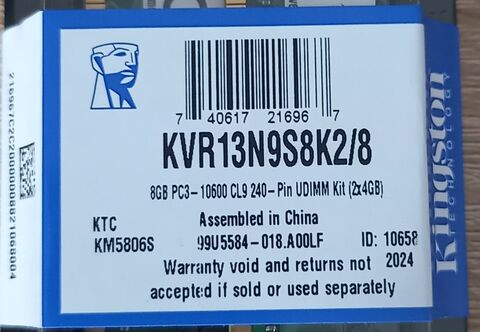 7 40617 21696 7
KVR13N9S8K2/8
8GB PC3-10600 CL9 240-Pin UDIMM Kit (2x4GB)
KTC Assembled in China
KM5806S 99U5584-018.A00LF ID: 10658
Warranty void and returns not 2024
accepted if sold or used separately
Kingston
TECHNOLOGY